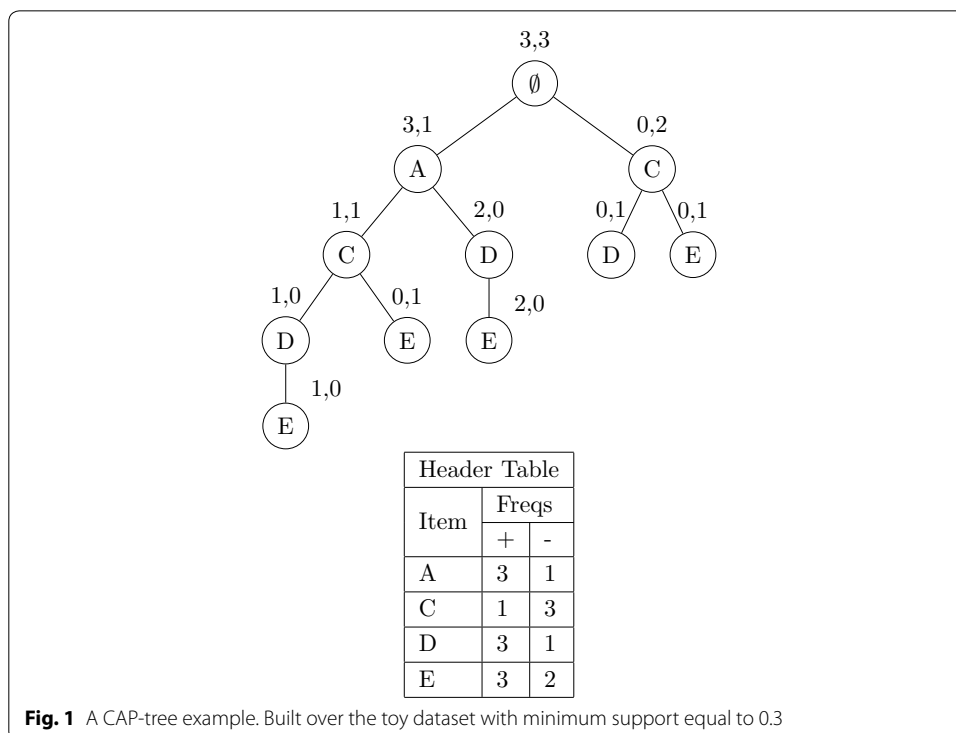 3,3
∅
3,1 0,2
A C
1,1 2,0 0,1 0,1
C D D E
1,0 0,1 2,0
D E E
1,0
E
Header Table
Item Freqs
+ -
A 3 1
C 1 3
D 3 1
E 3 2
Fig. 1 A CAP-tree example. Built over the toy dataset with minimum support equal to 0.3